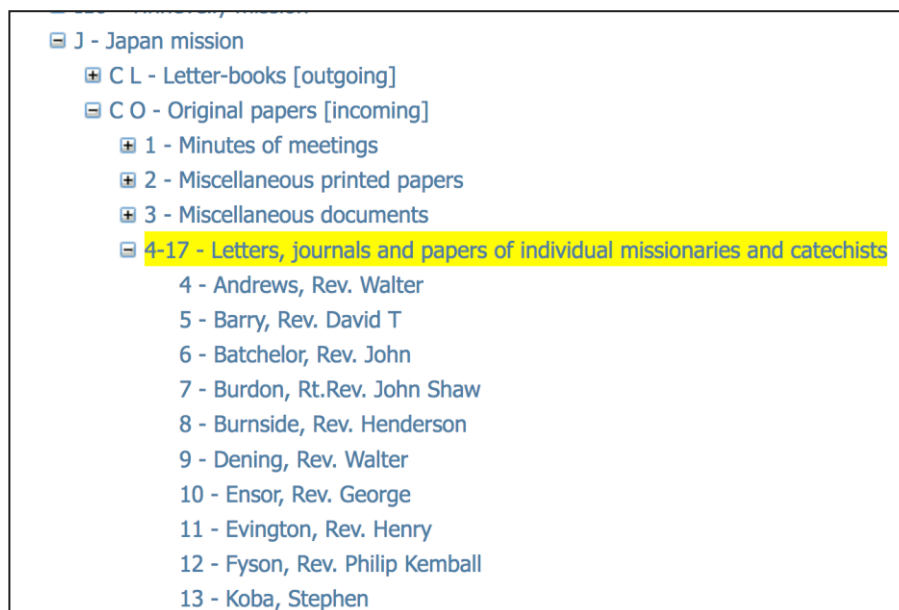 J - Japan mission
C L - Letter-books [outgoing]
C O - Original papers [incoming]
1 - Minutes of meetings
2 - Miscellaneous printed papers
3 - Miscellaneous documents
4-17 - Letters, journals and papers of individual missionaries and catechists
4 - Andrews, Rev. Walter
5 - Barry, Rev. David T
6 - Batchelor, Rev. John
7 - Burdon, Rt.Rev. John Shaw
8 - Burnside, Rev. Henderson
9 - Dening, Rev. Walter
10 - Ensor, Rev. George
11 - Evington, Rev. Henry
12 - Fyson, Rev. Philip Kemball
13 - Koba, Stephen